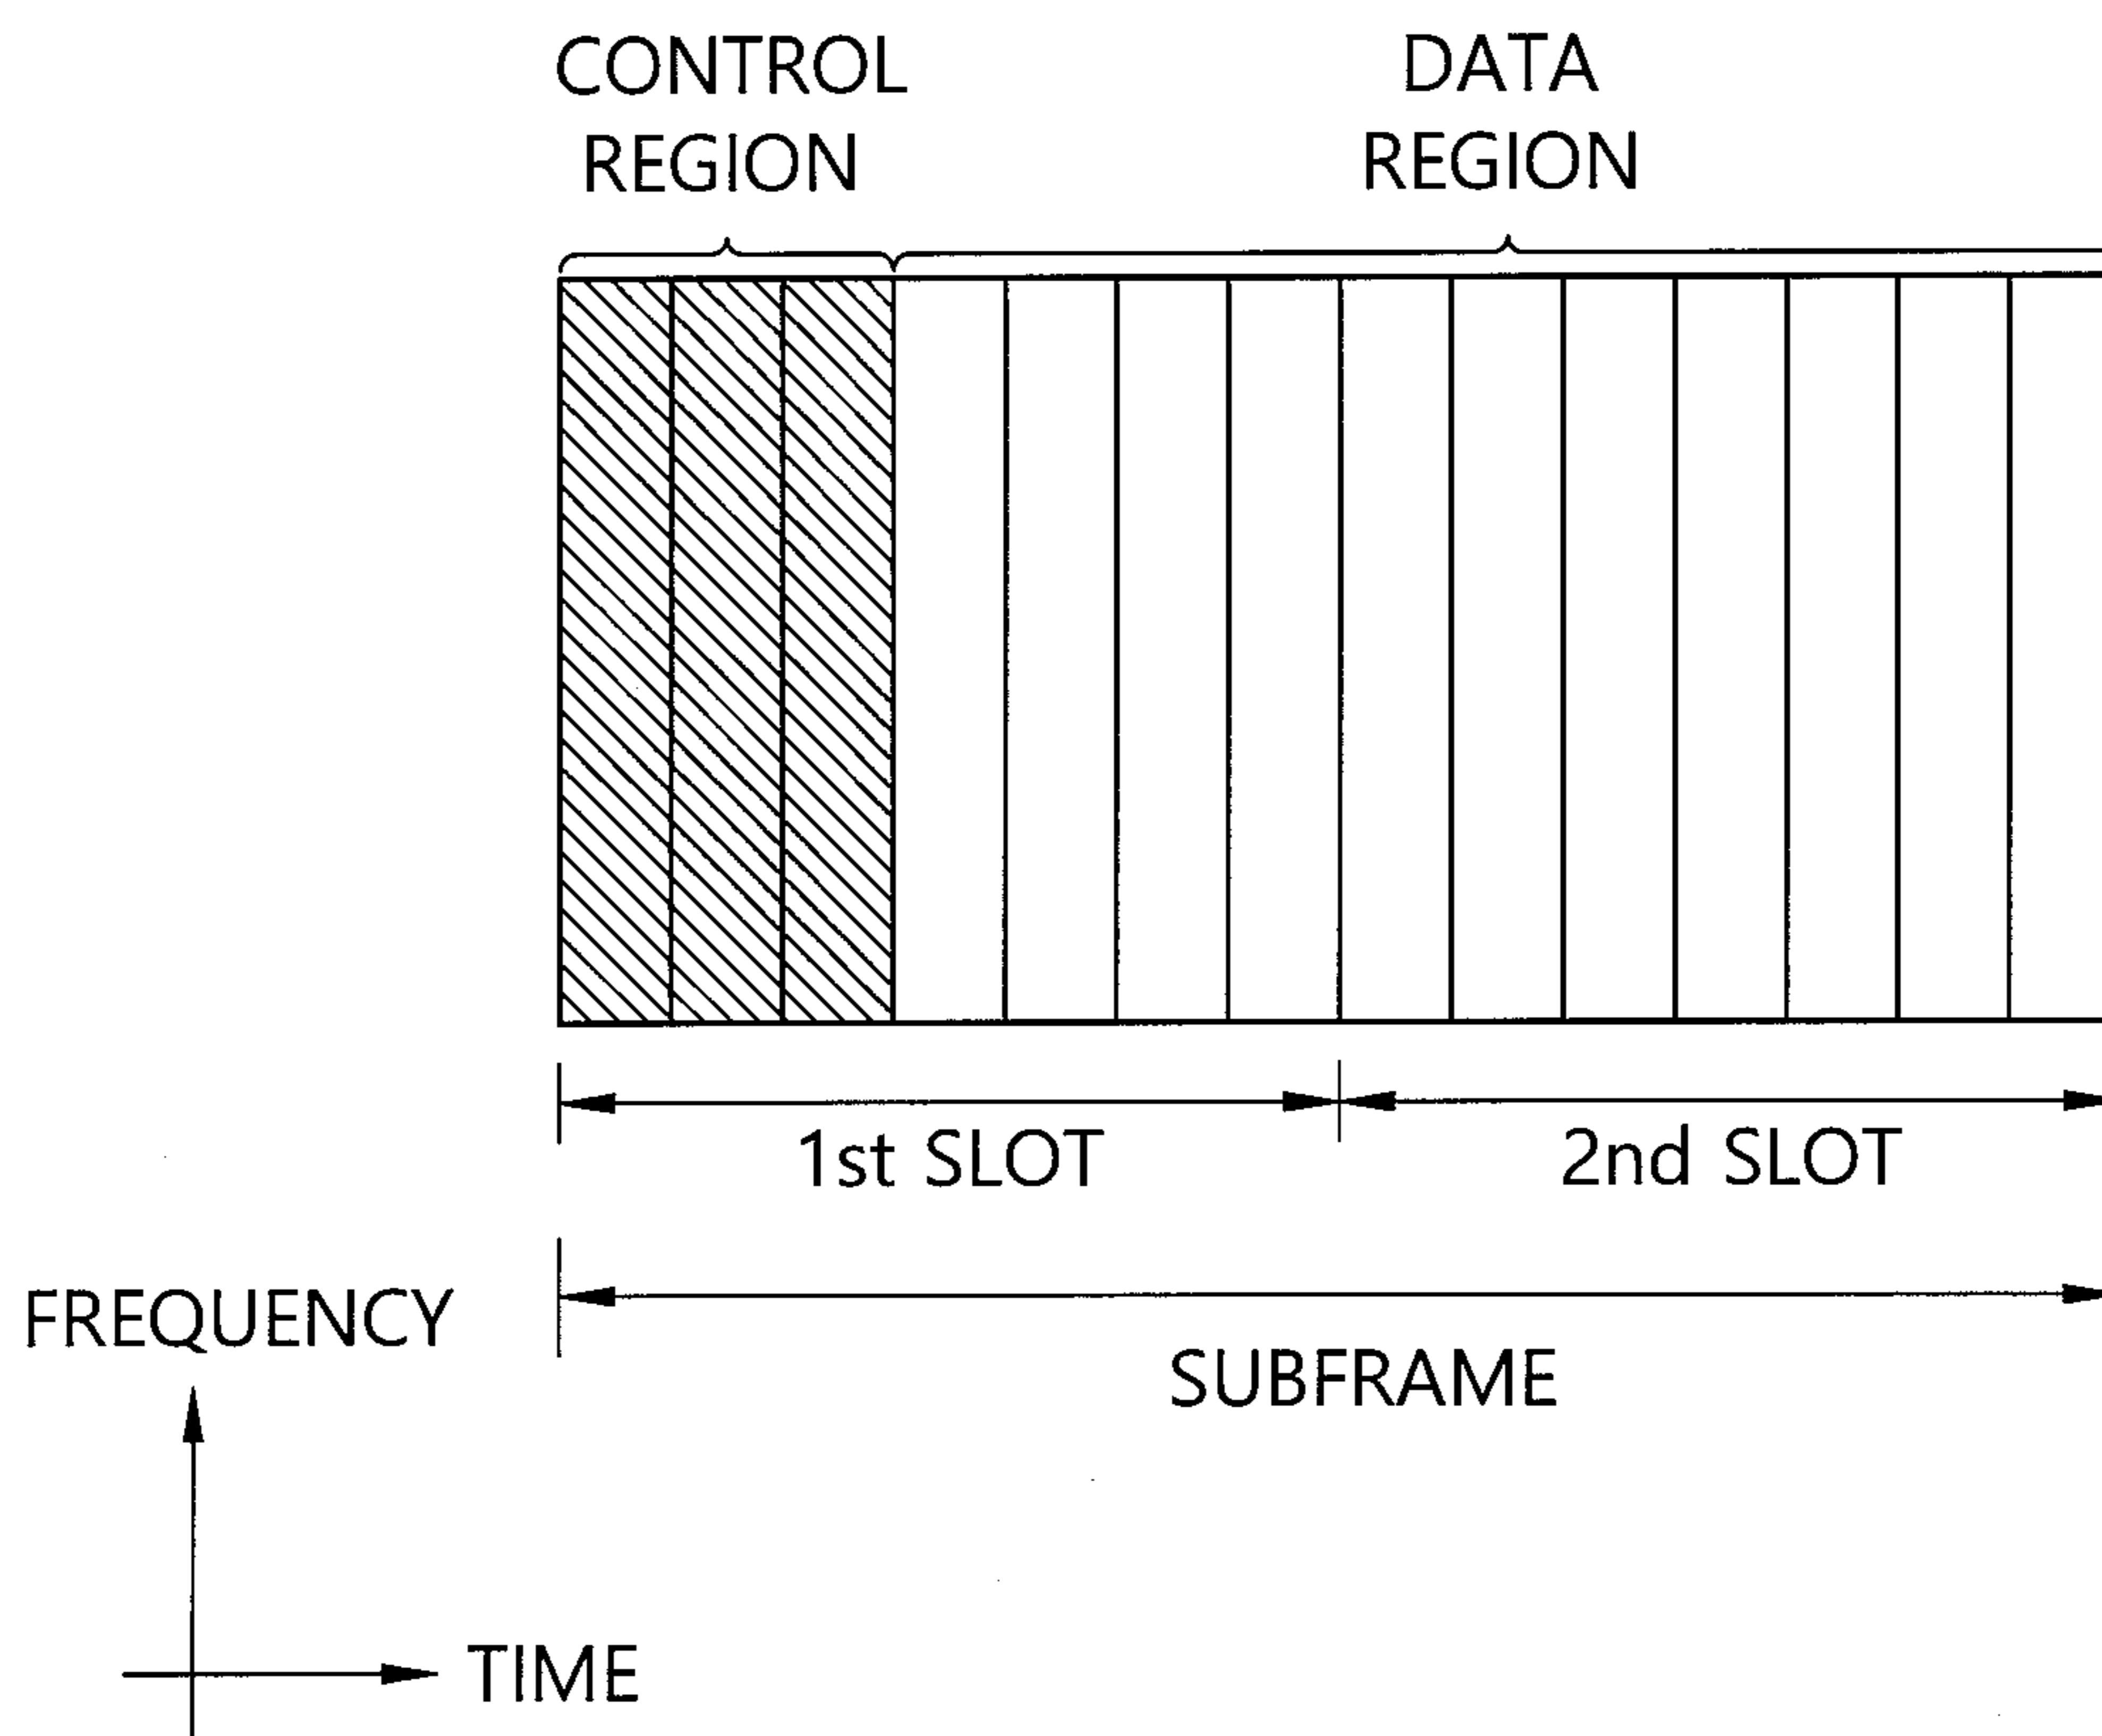 CONTROL
REGION
DATA
REGION
1st SLOT
2nd SLOT
SUBFRAME
FREQUENCY
TIME